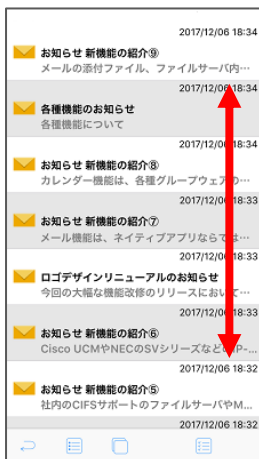 2017/12/06 18:34
お知らせ 新機能の紹介⑨
メールの添付ファイル、ファイルサーバ内…
2017/12/06 18:34
各種機能のお知らせ
各種機能について
2017/12/06 18:34
お知らせ 新機能の紹介⑧
カレンダー機能は、各種グループウェアの…
2017/12/06 18:33
お知らせ 新機能の紹介⑦
メール機能は、ネイティブアプリならでは…
2017/12/06 18:33
ロゴデザインリニューアルのお知らせ
今回の大幅な機能改修のリリースにおいて…
2017/12/06 18:33
お知らせ 新機能の紹介⑥
Cisco UCMやNECのSVシリーズなどのIP-...
2017/12/06 18:32
お知らせ 新機能の紹介⑤
社内のCIFSサポートのファイルサーバやM...
2017/12/06 18:32